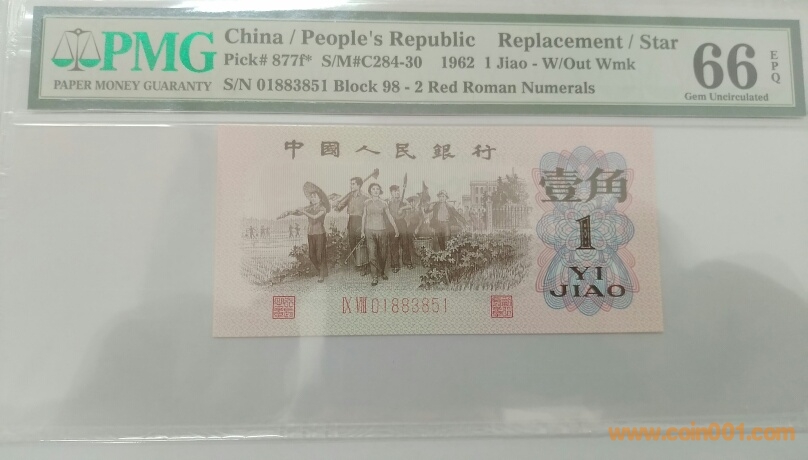 PMG
PAPER MONEY GUARANTY
China / People's Republic Replacement / Star
Pick# 877f* S/M#C284-30 1962 1 Jiao - W/Out Wmk
S/N 01883851 Block 98 - 2 Red Roman Numerals
66 EPQ
Gem Uncirculated
中國人民銀行
壹角
1
YI
JIAO
IX VIII 01883851
www.coin001.com